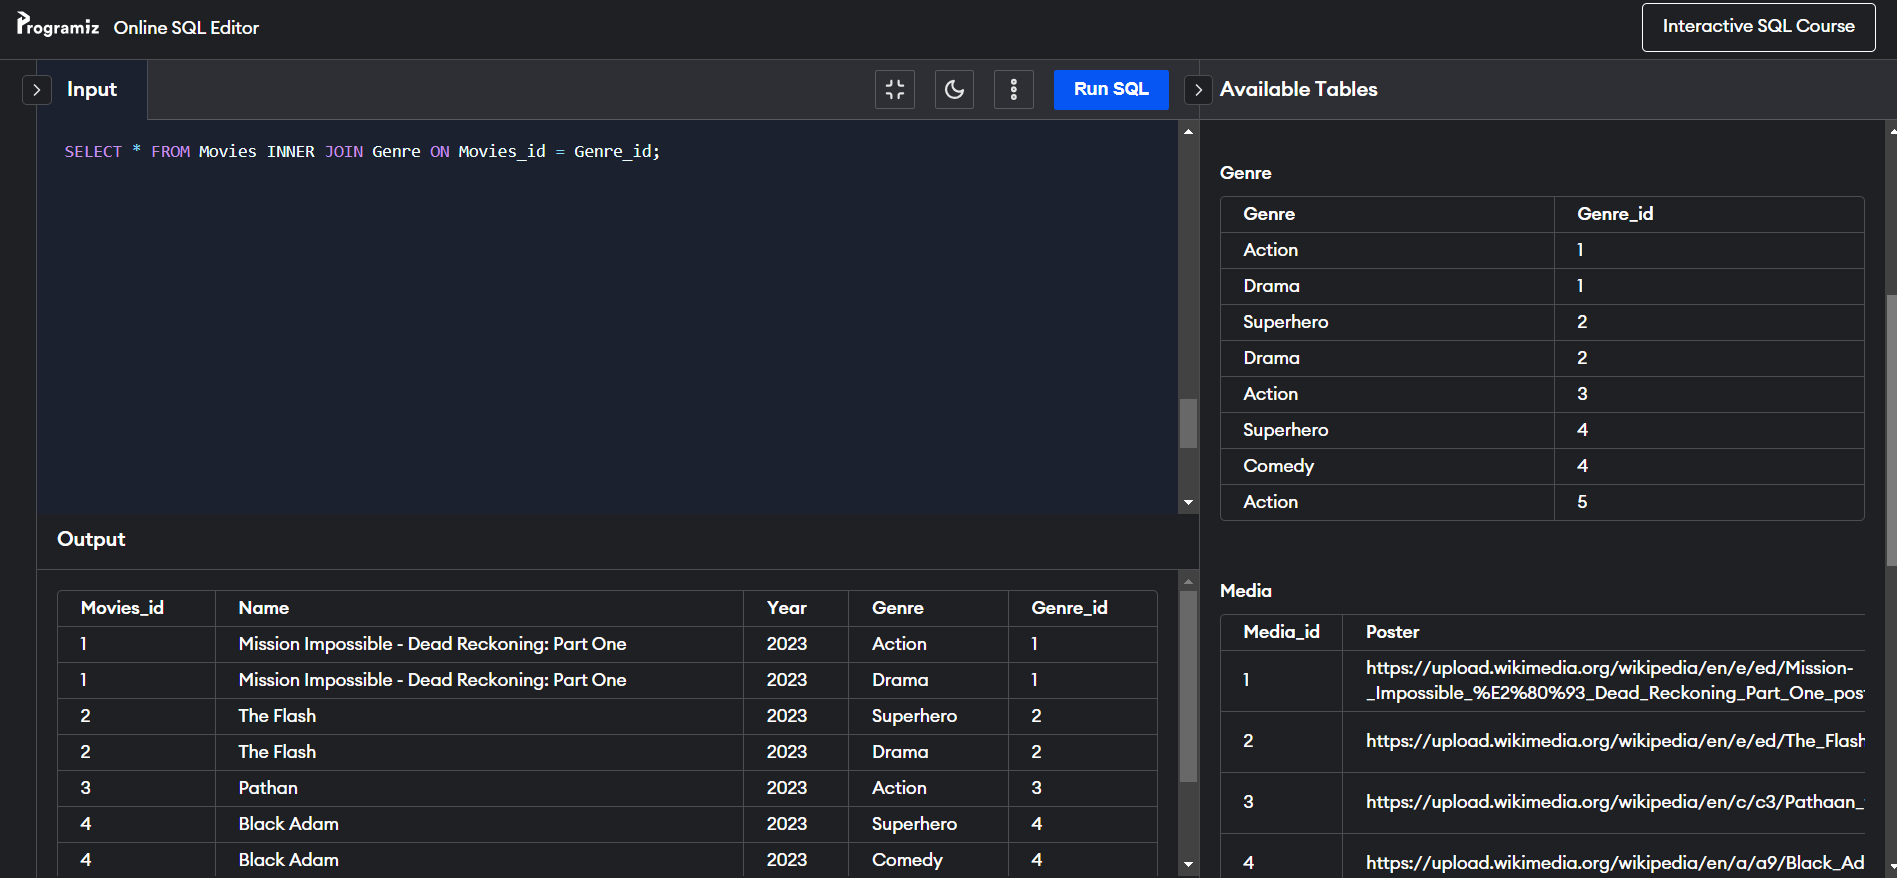 Programiz Online SQL Editor
Interactive SQL Course
Input
Run SQL
SELECT * FROM Movies INNER JOIN Genre ON Movies_id = Genre_id;
Output
Movies_id Name Year Genre Genre_id
1 Mission Impossible - Dead Reckoning: Part One 2023 Action 1
1 Mission Impossible - Dead Reckoning: Part One 2023 Drama 1
2 The Flash 2023 Superhero 2
2 The Flash 2023 Drama 2
3 Pathan 2023 Action 3
4 Black Adam 2023 Superhero 4
4 Black Adam 2023 Comedy 4
Available Tables
Genre
Genre Genre_id
Action 1
Drama 1
Superhero 2
Drama 2
Action 3
Superhero 4
Comedy 4
Action 5
Media
Media_id Poster
1 https://upload.wikimedia.org/wikipedia/en/e/ed/Mission-
_Impossible_%E2%80%93_Dead_Reckoning_Part_One_pos
2 https://upload.wikimedia.org/wikipedia/en/e/ed/The_Flash
3 https://upload.wikimedia.org/wikipedia/en/c/c3/Pathaan_
4 https://upload.wikimedia.org/wikipedia/en/a/a9/Black_Ad